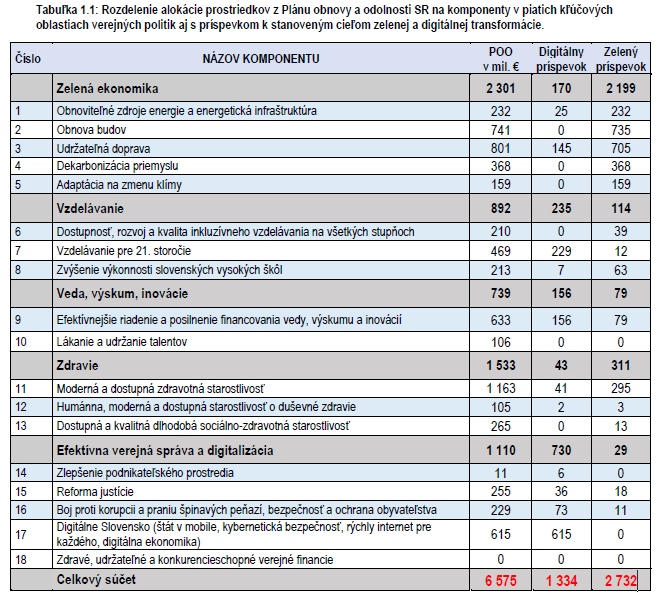 Tabuľka 1.1: Rozdelenie alokácie prostriedkov z Plánu obnovy a odolnosti SR na komponenty v piatich kľúčových
oblastiach verejných politík aj s príspevkom k stanoveným cieľom zelenej a digitálnej transformácie.
Číslo NÁZOV KOMPONENTU POO v mil. € Digitálny príspevok Zelený príspevok
Zelená ekonomika 2 301 170 2 199
1 Obnoviteľné zdroje energie a energetická infraštruktúra 232 25 232
2 Obnova budov 741 0 735
3 Udržateľná doprava 801 145 705
4 Dekarbonizácia priemyslu 368 0 368
5 Adaptácia na zmenu klímy 159 0 159
Vzdelávanie 892 235 114
6 Dostupnosť, rozvoj a kvalita inkluzívneho vzdelávania na všetkých stupňoch 210 0 39
7 Vzdelávanie pre 21. storočie 469 229 12
8 Zvýšenie výkonnosti slovenských vysokých škôl 213 7 63
Veda, výskum, inovácie 739 156 79
9 Efektívnejšie riadenie a posilnenie financovania vedy, výskumu a inovácií 633 156 79
10 Lákanie a udržanie talentov 106 0 0
Zdravie 1 533 43 311
11 Moderná a dostupná zdravotná starostlivosť 1 163 41 295
12 Humánna, moderná a dostupná starostlivosť o duševné zdravie 105 2 3
13 Dostupná a kvalitná dlhodobá sociálno-zdravotná starostlivosť 265 0 13
Efektívna verejná správa a digitalizácia 1 110 730 29
14 Zlepšenie podnikateľského prostredia 11 6 0
15 Reforma justície 255 36 18
16 Boj proti korupcii a praniu špinavých peňazí, bezpečnosť a ochrana obyvateľstva 229 73 11
17 Digitálne Slovensko (štát v mobile, kybernetická bezpečnosť, rýchly internet pre
každého, digitálna ekonomika) 615 615 0
18 Zdravé, udržateľné a konkurencieschopné verejné financie 0 0 0
Celkový súčet 6 575 1 334 2 732